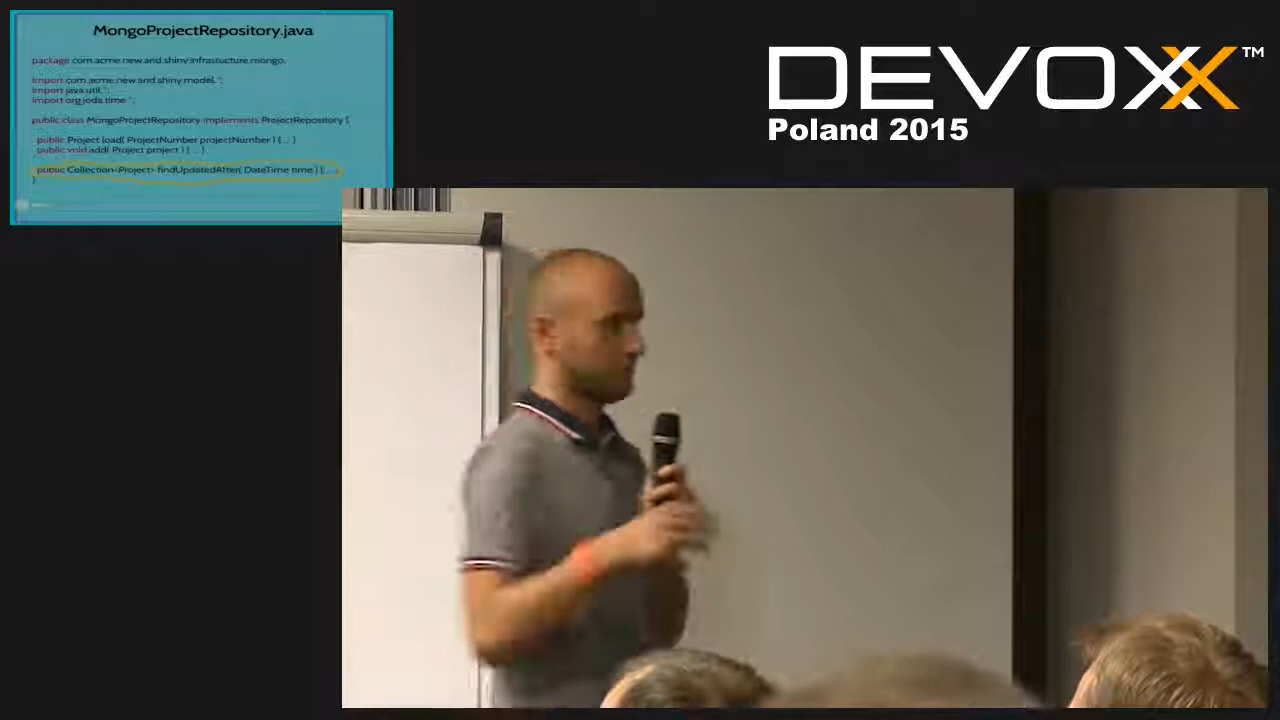 MongoProjectRepository.java
package com.acme.new.and.shiny.infrastucture.mongo;
import com.acme.new.and.shiny.model.*;
import java.util.*;
import org.joda.time.*;
public class MongoProjectRepository implements ProjectRepository {
public Project load( ProjectNumber projectNumber ) { ... }
public void add( Project project ) { ... }
public Collection<Project> findUpdatedAfter( DateTime time ) { ... }
}
DEVOXX™
Poland 2015